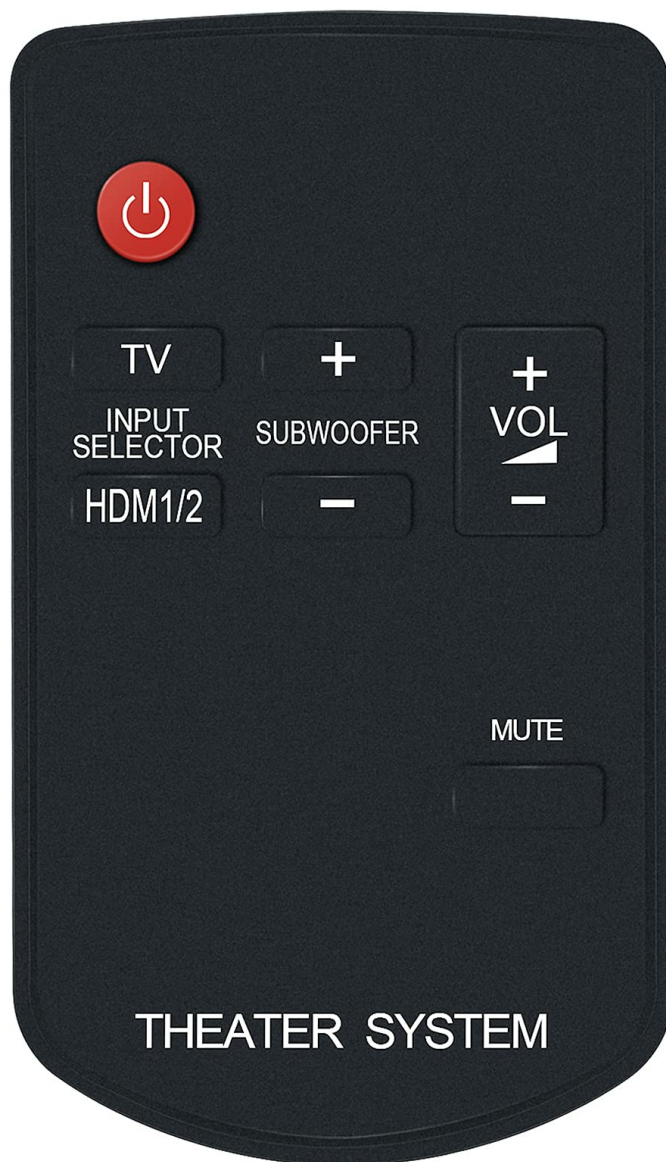 TV
+
+
INPUT
SELECTOR
SUBWOOFER
VOL
HDM1/2
-
-
MUTE
THEATER SYSTEM